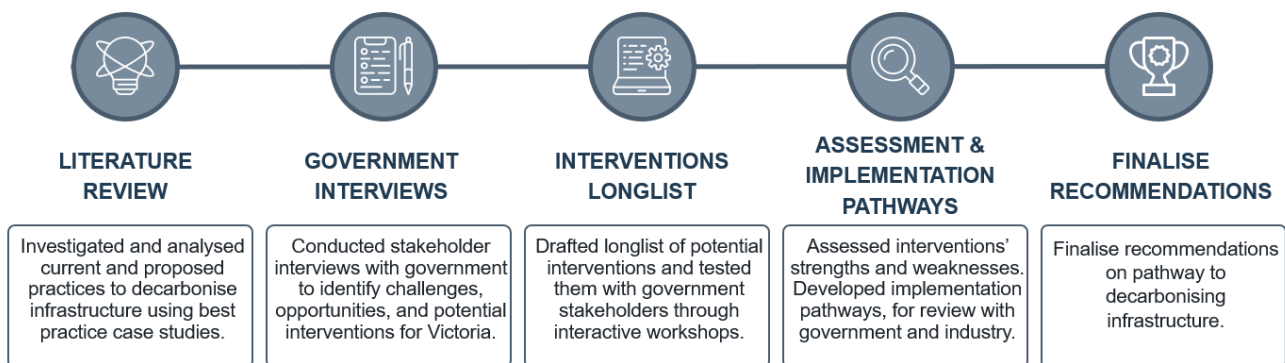 LITERATURE
REVIEW
Investigated and analysed
current and proposed
practices to decarbonise
infrastructure using best
practice case studies.
GOVERNMENT
INTERVIEWS
Conducted stakeholder
interviews with government
to identify challenges,
opportunities, and potential
interventions for Victoria.
INTERVENTIONS
LONGLIST
Drafted longlist of potential
interventions and tested
them with government
stakeholders through
interactive workshops.
ASSESSMENT &
IMPLEMENTATION
PATHWAYS
Assessed interventions’
strengths and weaknesses.
Developed implementation
pathways, for review with
government and industry.
FINALISE
RECOMMENDATIONS
Finalise recommendations
on pathway to
decarbonising
infrastructure.